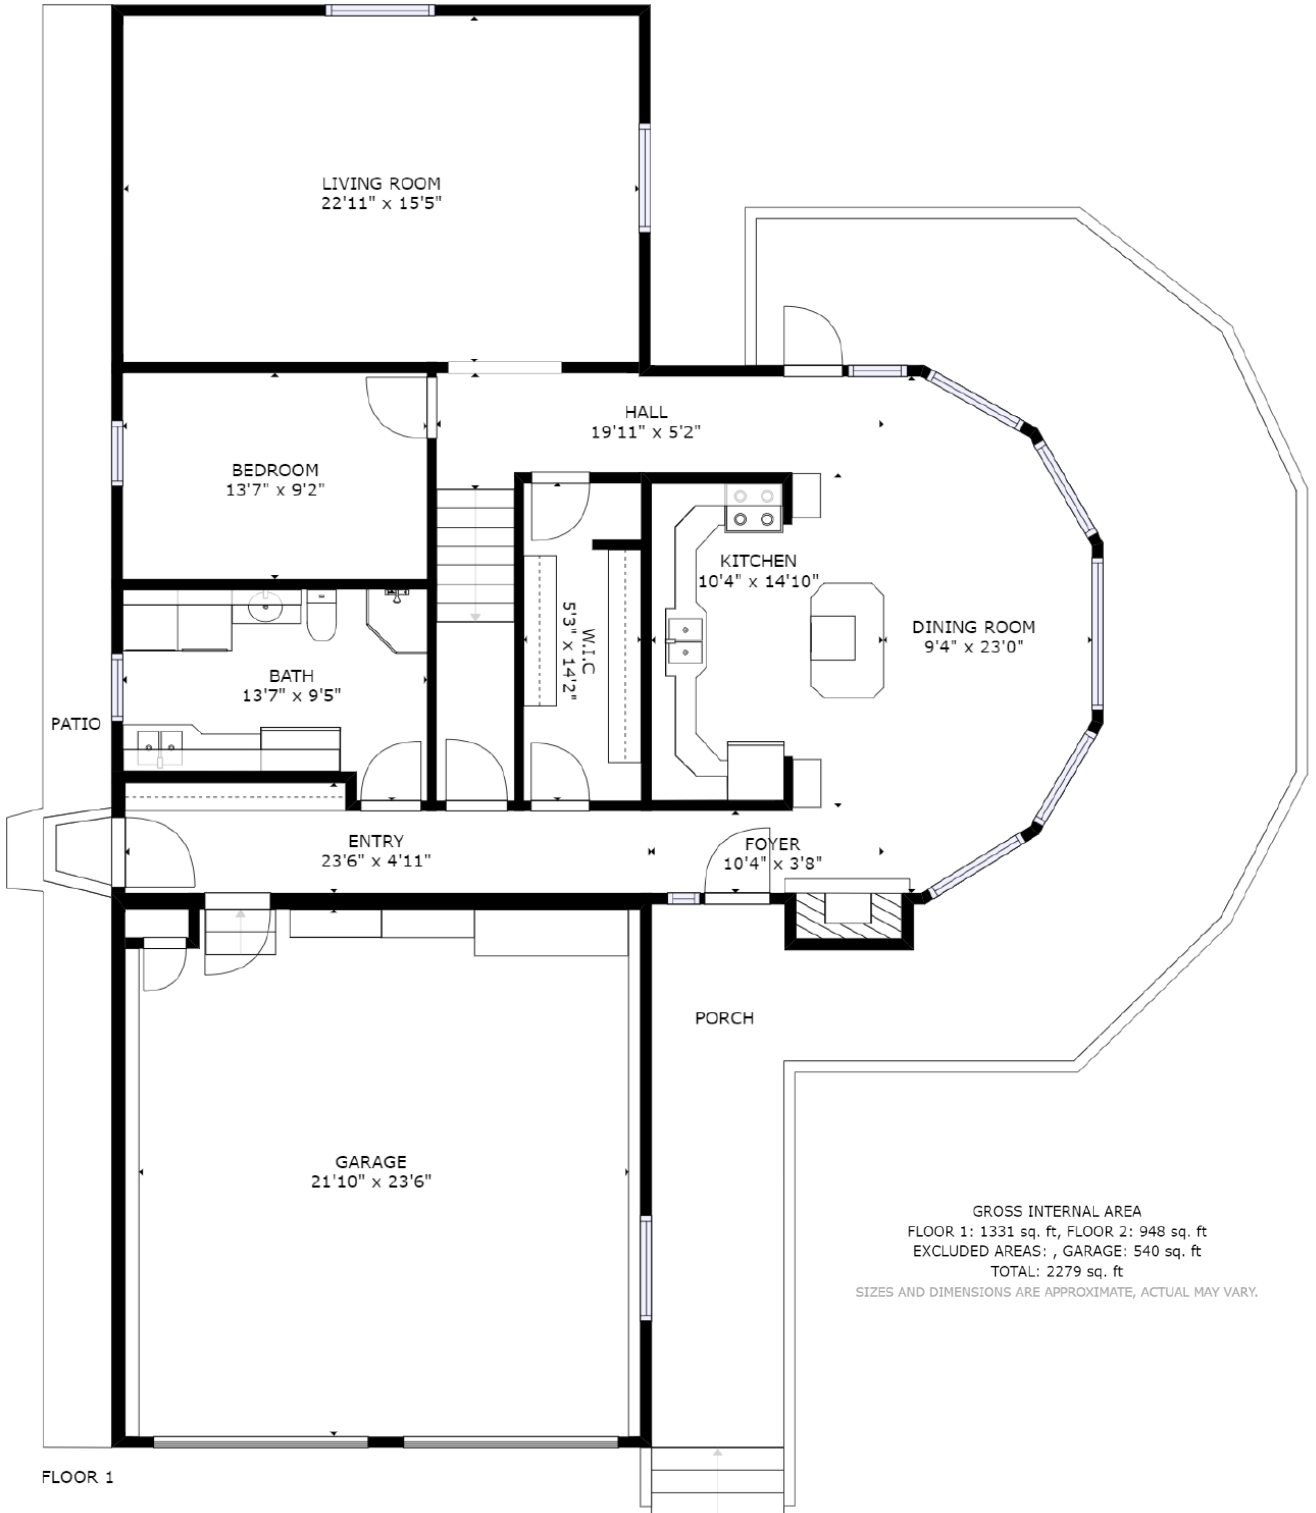 LIVING ROOM
22'11" x 15'5"
HALL
19'11" x 5'2"
BEDROOM
13'7" x 9'2"
KITCHEN
10'4" x 14'10"
W.I.C
5'3" x 14'2"
DINING ROOM
9'4" x 23'0"
BATH
13'7" x 9'5"
PATIO
ENTRY
23'6" x 4'11"
FOYER
10'4" x 3'8"
PORCH
GARAGE
21'10" x 23'6"
GROSS INTERNAL AREA
FLOOR 1: 1331 sq. ft, FLOOR 2: 948 sq. ft
EXCLUDED AREAS: , GARAGE: 540 sq. ft
TOTAL: 2279 sq. ft
SIZES AND DIMENSIONS ARE APPROXIMATE, ACTUAL MAY VARY.
FLOOR 1